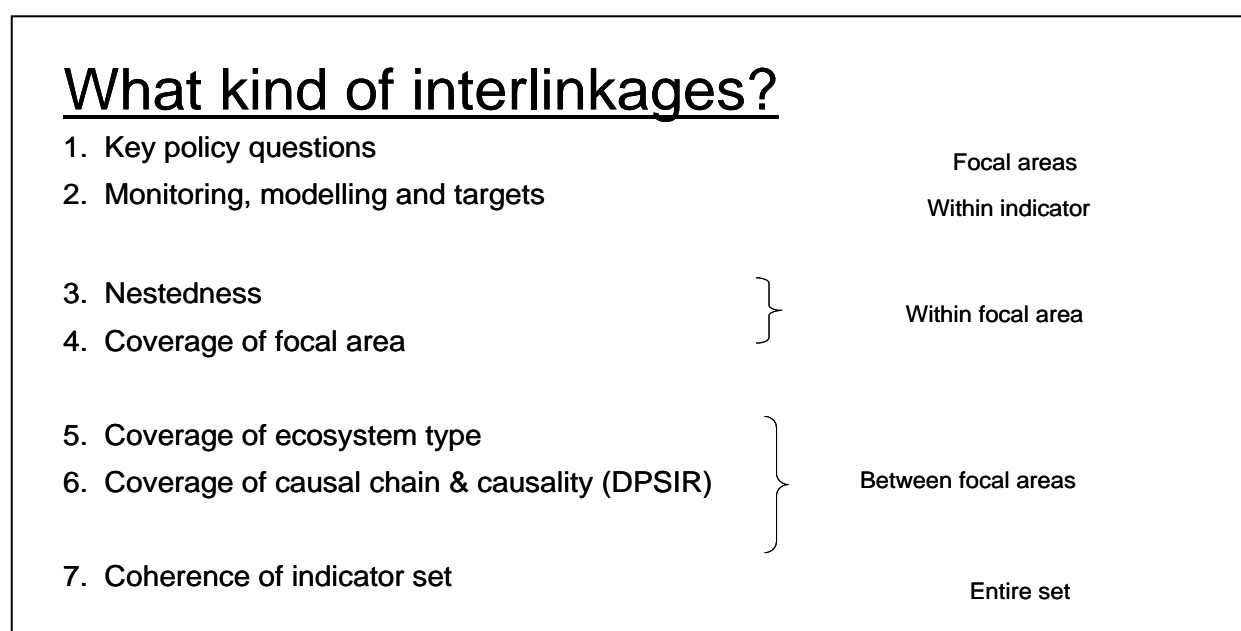 What kind of interlinkages?
1. Key policy questions
Focal areas
2. Monitoring, modelling and targets
Within indicator
3. Nestedness
Within focal area
4. Coverage of focal area
5. Coverage of ecosystem type
6. Coverage of causal chain & causality (DPSIR)
Between focal areas
7. Coherence of indicator set
Entire set